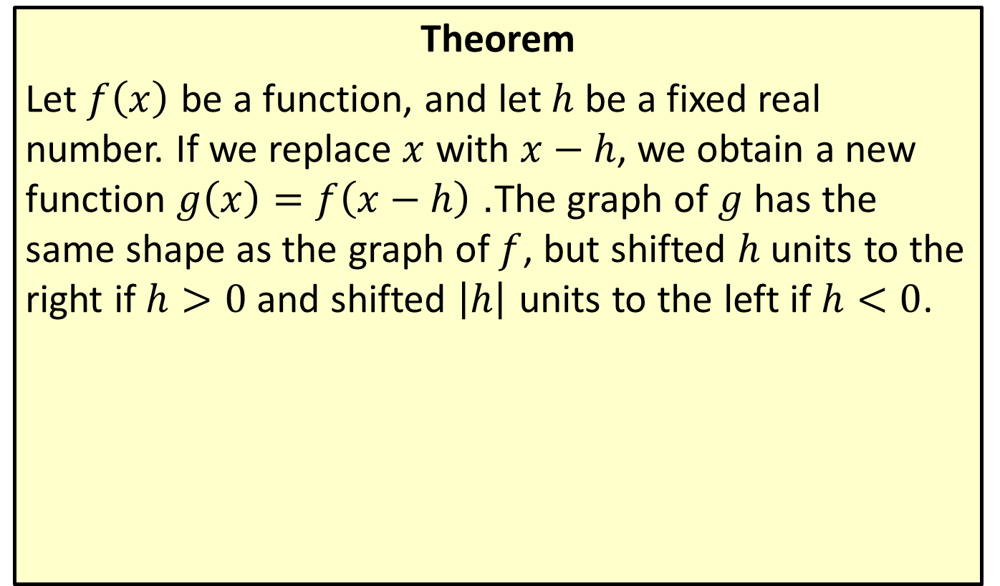 Theorem
Let f(x) be a function, and let h be a fixed real
number. If we replace x with x − h, we obtain a new
function g(x) = f(x − h) .The graph of g has the
same shape as the graph of f, but shifted h units to the
right if h > 0 and shifted |h| units to the left if h < 0.